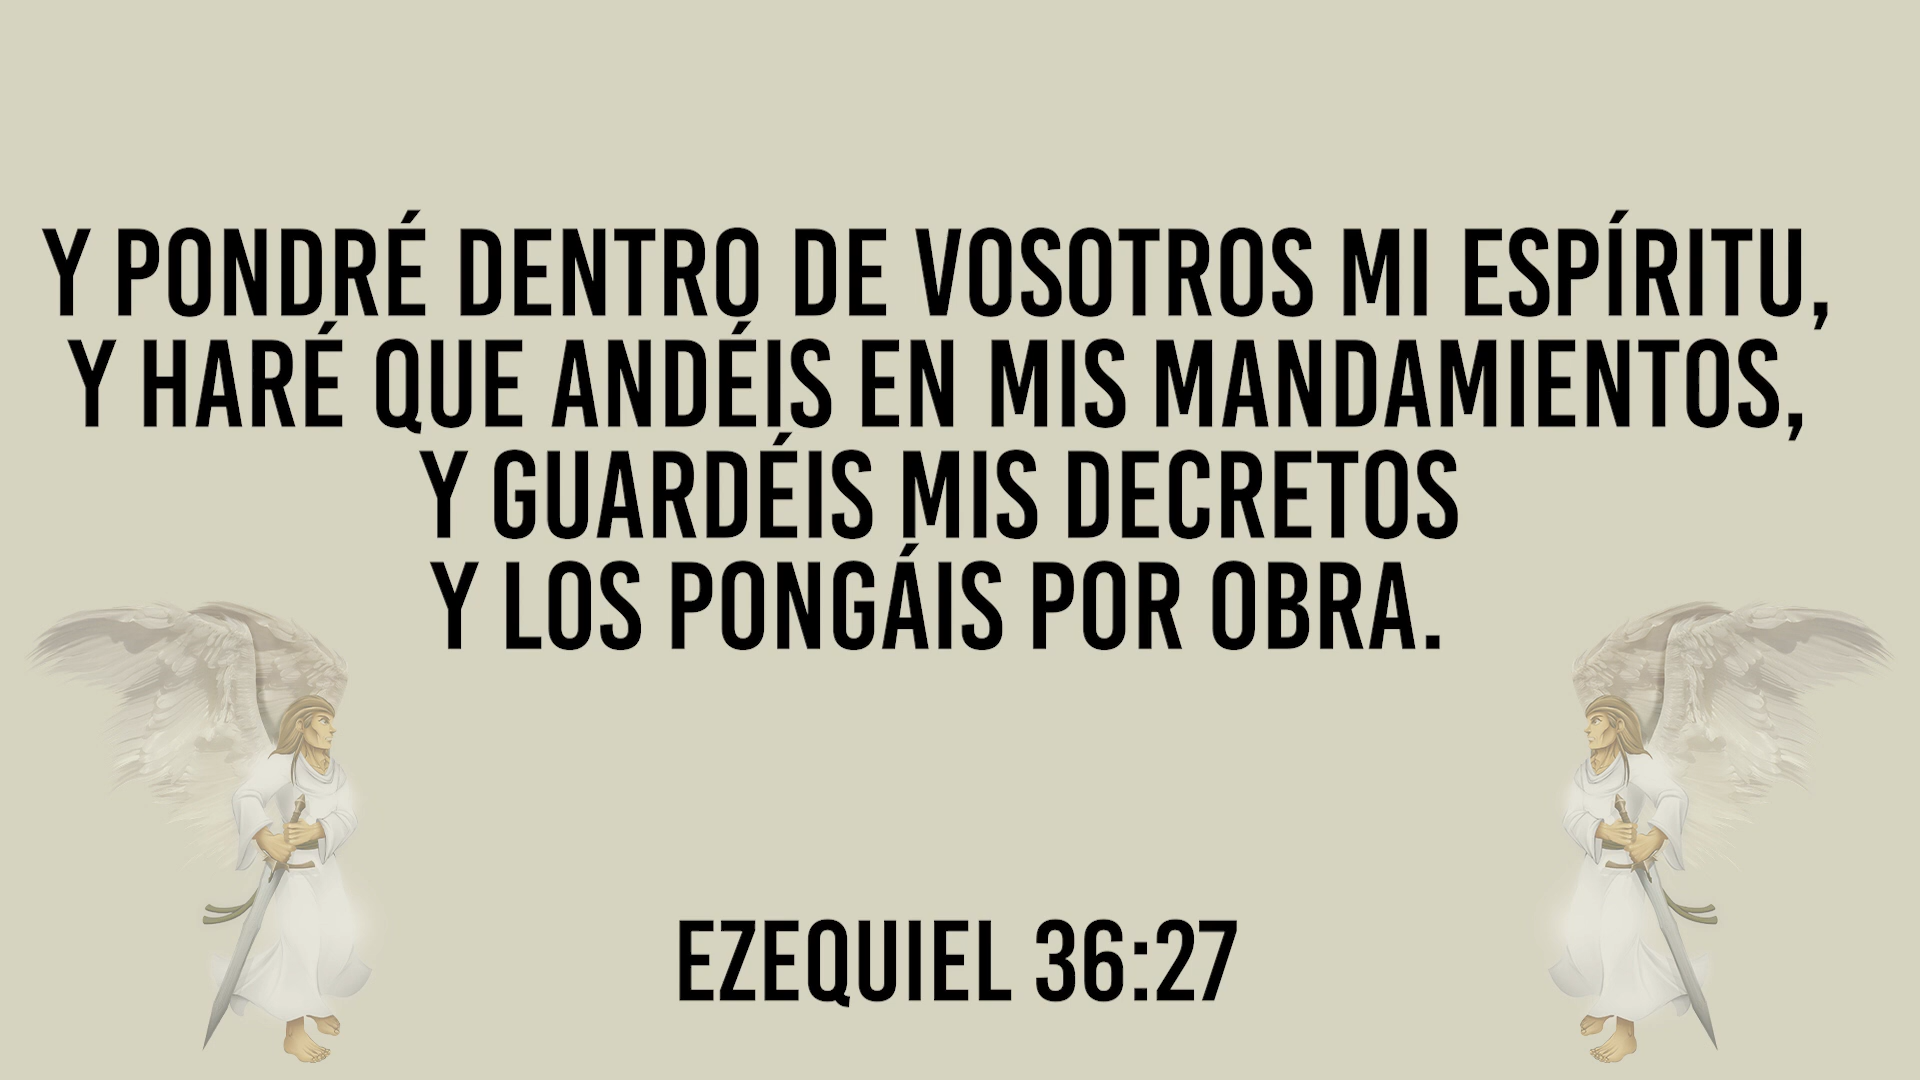 Y PONDRÉ DENTRO DE VOSOTROS MI ESPÍRITU,
Y HARÉ QUE ANDÉIS EN MIS MANDAMIENTOS,
Y GUARDÉIS MIS DECRETOS
Y LOS PONGÁIS POR OBRA.
EZEQUIEL 36:27